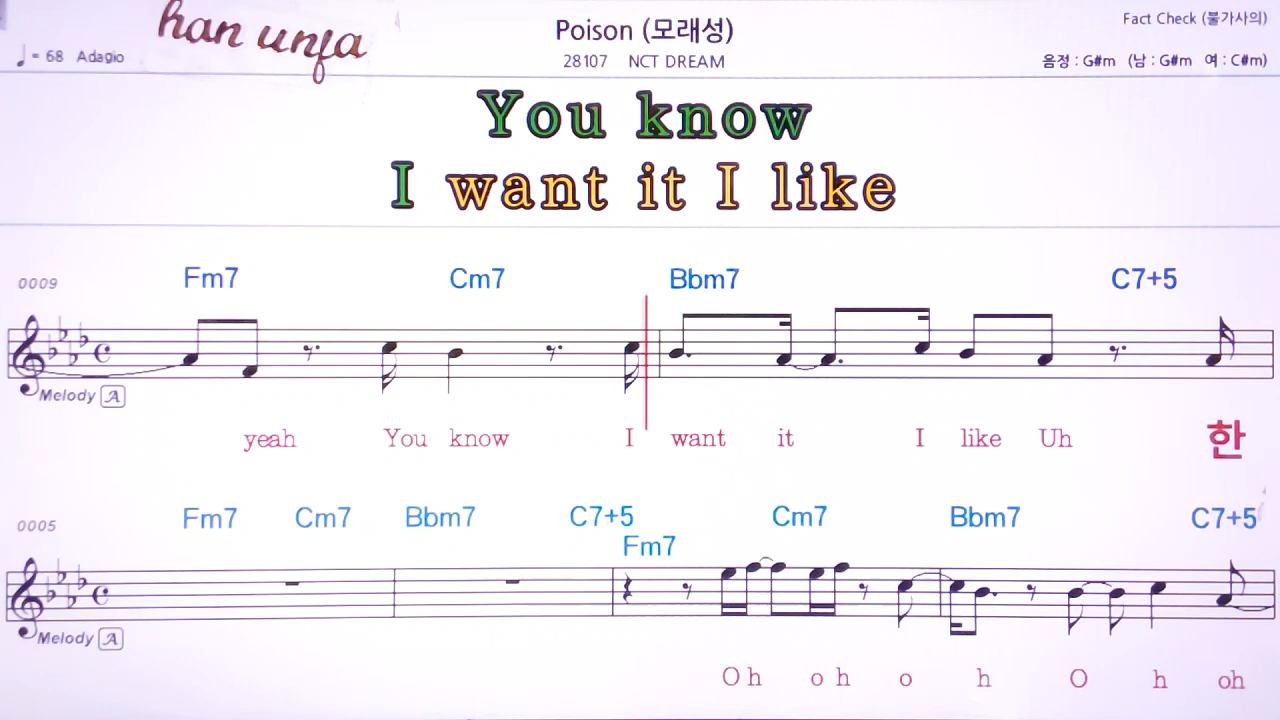 han unfa
Poison (모래성)
Fact Check (불가사의)
♩= 68 Adagio
28107 NCT DREAM
음정 : G#m (남 : G#m 여 : C#m)
You know
I want it I like
0009 Fm7 Cm7 Bbm7 C7+5
Melody A
yeah You know I want it I like Uh 한
0005 Fm7 Cm7 Bbm7 C7+5 Fm7 Cm7 Bbm7 C7+5
Melody A
Oh oh o h O h oh